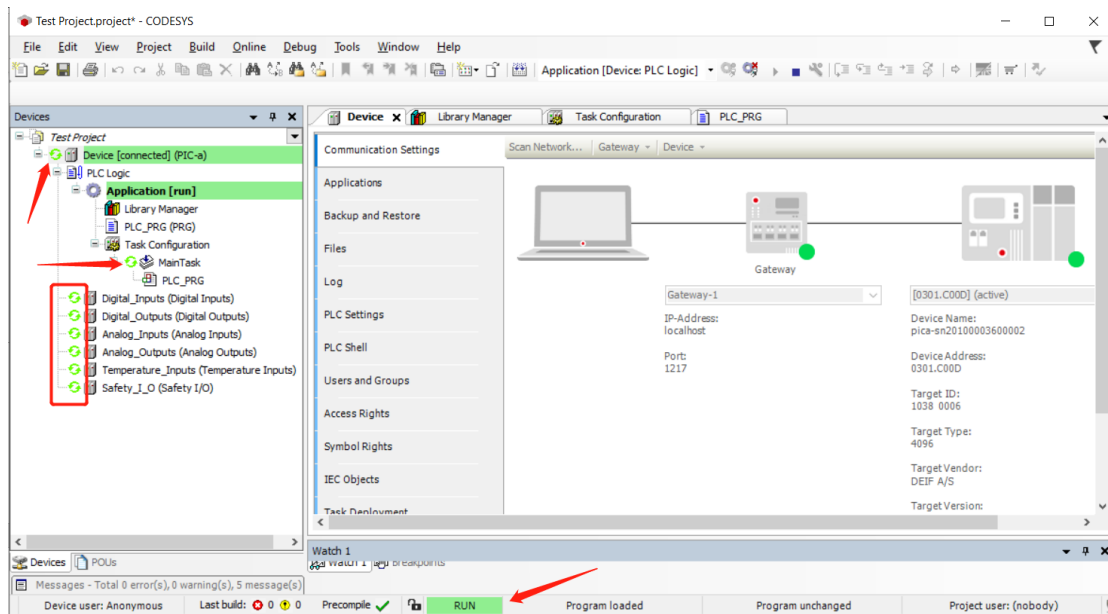 Test Project.project* - CODESYS
File Edit View Project Build Online Debug Tools Window Help
Application [Device: PLC Logic]
Devices
Test Project
Device [connected] (PIC-a)
PLC Logic
Application [run]
Library Manager
PLC_PRG (PRG)
Task Configuration
MainTask
PLC_PRG
Digital_Inputs (Digital Inputs)
Digital_Outputs (Digital Outputs)
Analog_Inputs (Analog Inputs)
Analog_Outputs (Analog Outputs)
Temperature_Inputs (Temperature Inputs)
Safety_I_O (Safety I/O)
Devices POUs
Device Library Manager Task Configuration PLC_PRG
Communication Settings
Applications
Backup and Restore
Files
Log
PLC Settings
PLC Shell
Users and Groups
Access Rights
Symbol Rights
IEC Objects
Task Deployment
Scan Network... Gateway Device
Gateway
Gateway-1
IP-Address:
localhost
Port:
1217
[0301.C00D] (active)
Device Name:
pica-sn20100003600002
Device Address:
0301.C00D
Target ID:
1038 0006
Target Type:
4096
Target Vendor:
DEIF A/S
Target Version:
Watch 1
Watch 1 Breakpoints
Messages - Total 0 error(s), 0 warning(s), 5 message(s)
Device user: Anonymous Last build: 0 0 Precompile RUN Program loaded Program unchanged Project user: (nobody)